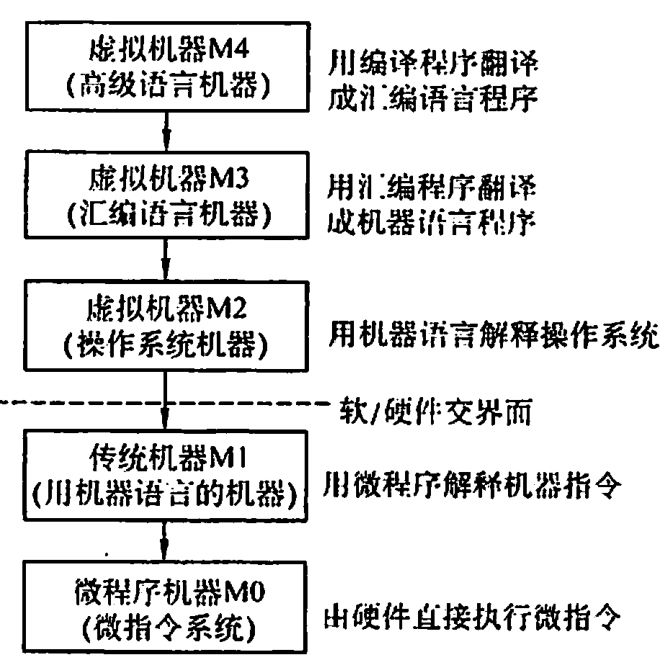 虚拟机器M4
(高级语言机器)
用编译程序翻译
成汇编语言程序
虚拟机器M3
(汇编语言机器)
用汇编程序翻译
成机器语言程序
虚拟机器M2
(操作系统机器)
用机器语言解释操作系统
软/硬件交界面
传统机器M1
(用机器语言的机器)
用微程序解释机器指令
微程序机器M0
(微指令系统)
由硬件直接执行微指令